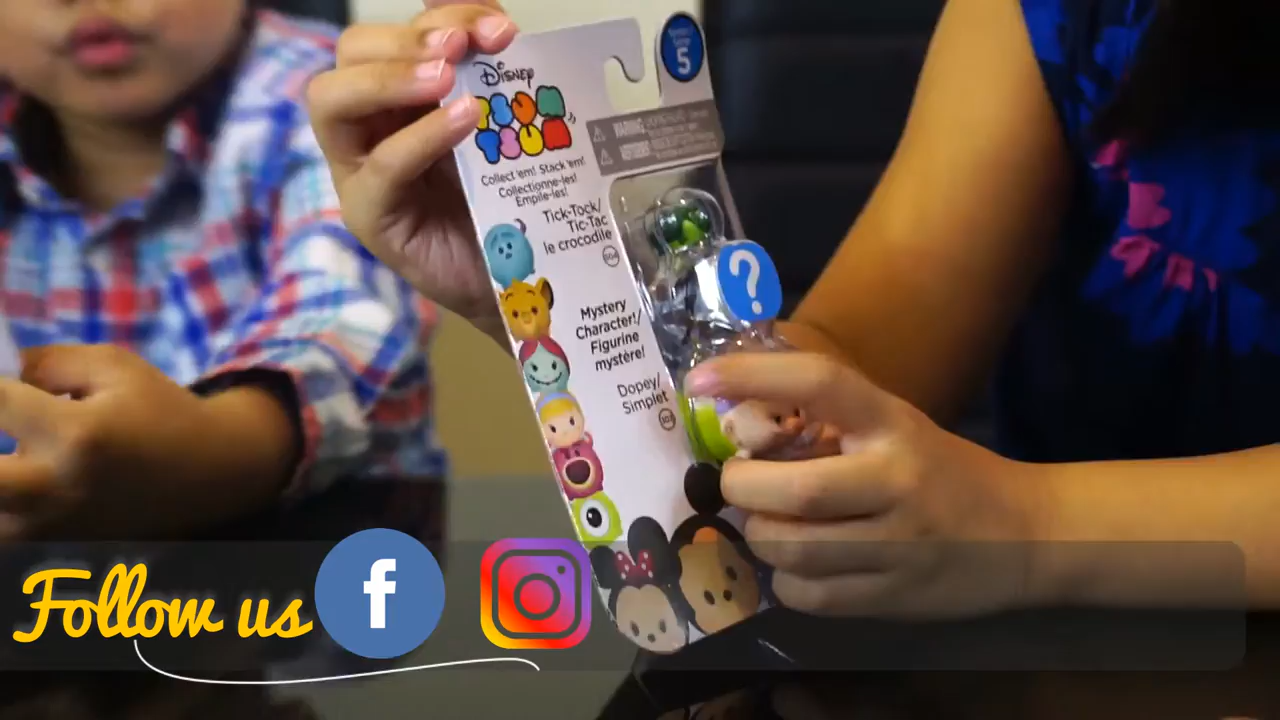 Disney
TSUM
TSUM
5
WARNING:
Collect 'em! Stack 'em!
Collectionne-les!
Empile-les!
Tick-Tock/
Tic-Tac
le crocodile
?
Mystery
Character!/
Figurine
mystère!
Dopey/
Simplet
Follow us
f